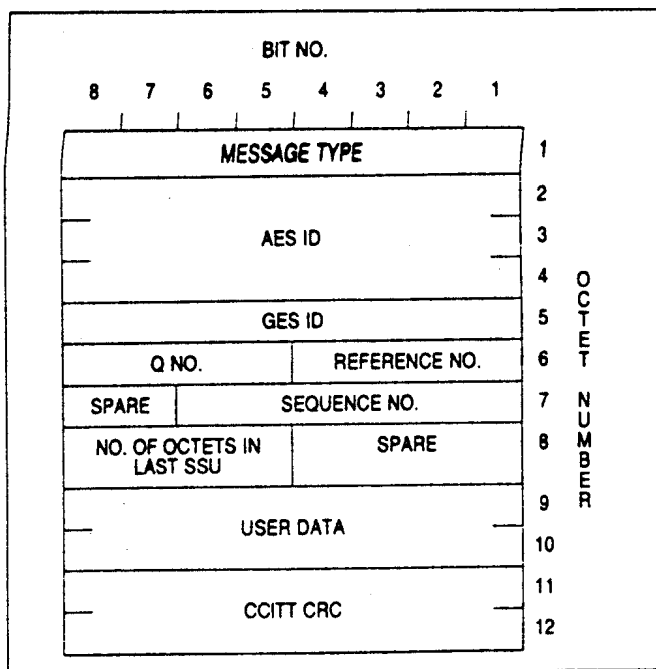 BIT NO.
8 7 6 5 4 3 2 1
MESSAGE TYPE 1
2
AES ID 3
4
GES ID 5
Q NO. REFERENCE NO. 6
SPARE SEQUENCE NO. 7
NO. OF OCTETS IN LAST SSU SPARE 8
9
USER DATA
10
11
CCITT CRC
12
OCTET NUMBER